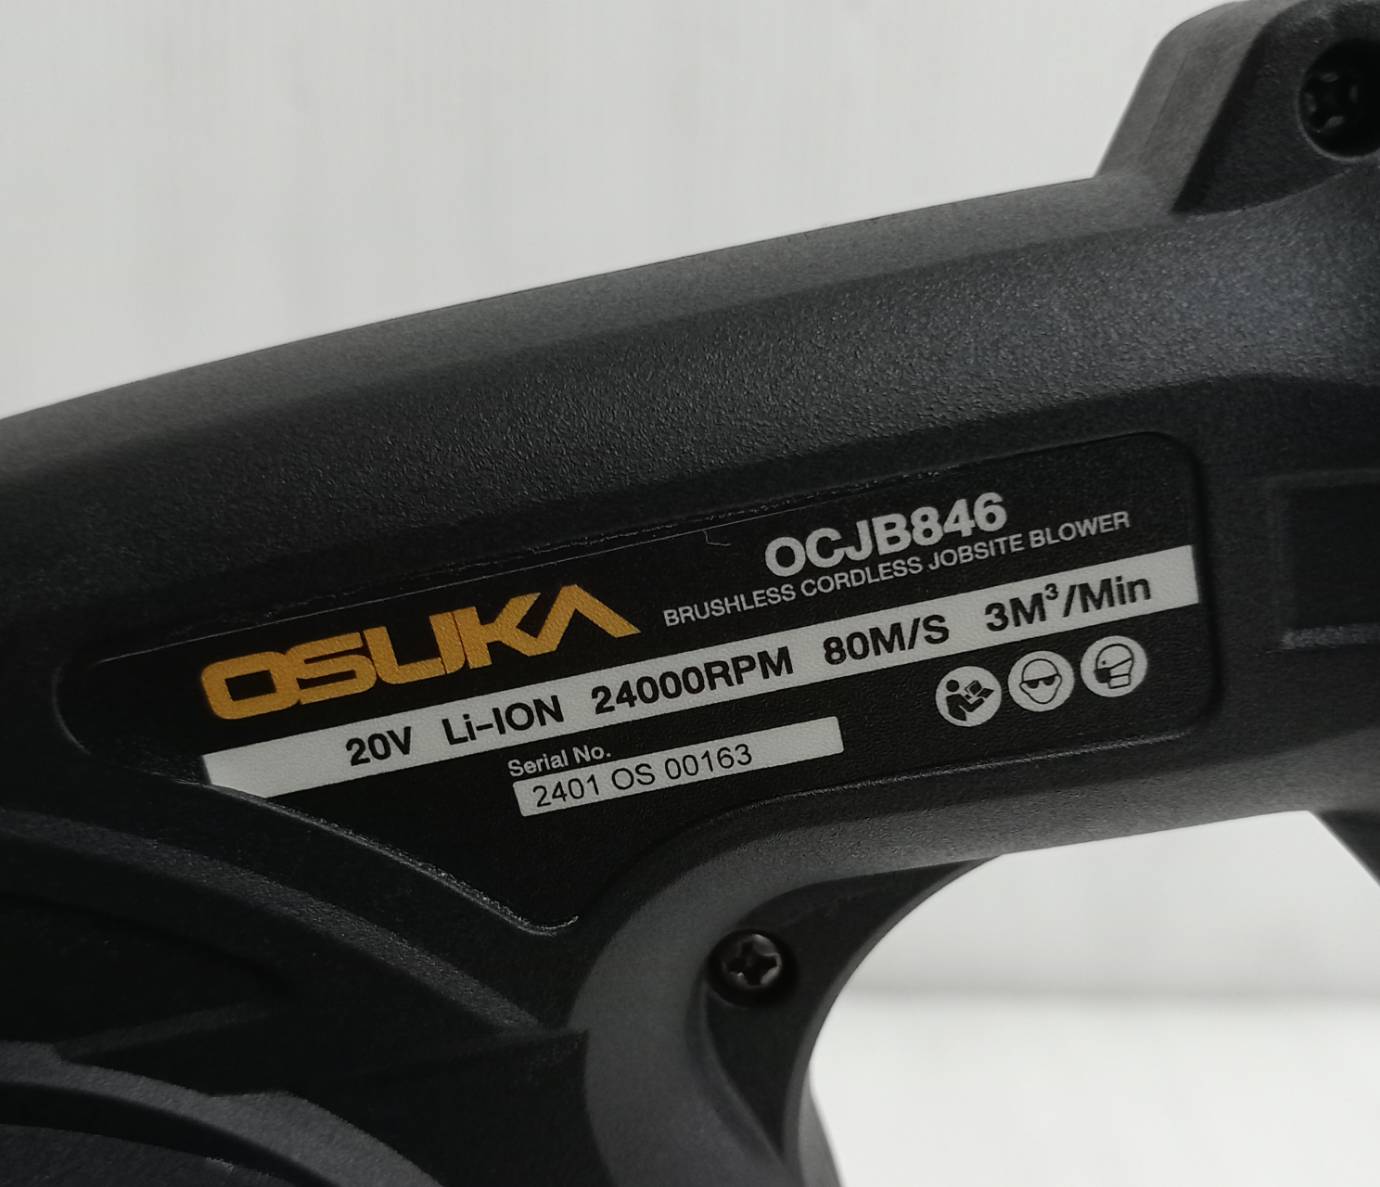 OSUKA
OCJB846
BRUSHLESS CORDLESS JOBSITE BLOWER
20V Li-ION 24000RPM 80M/S 3M³/Min
Serial No.
2401 OS 00163